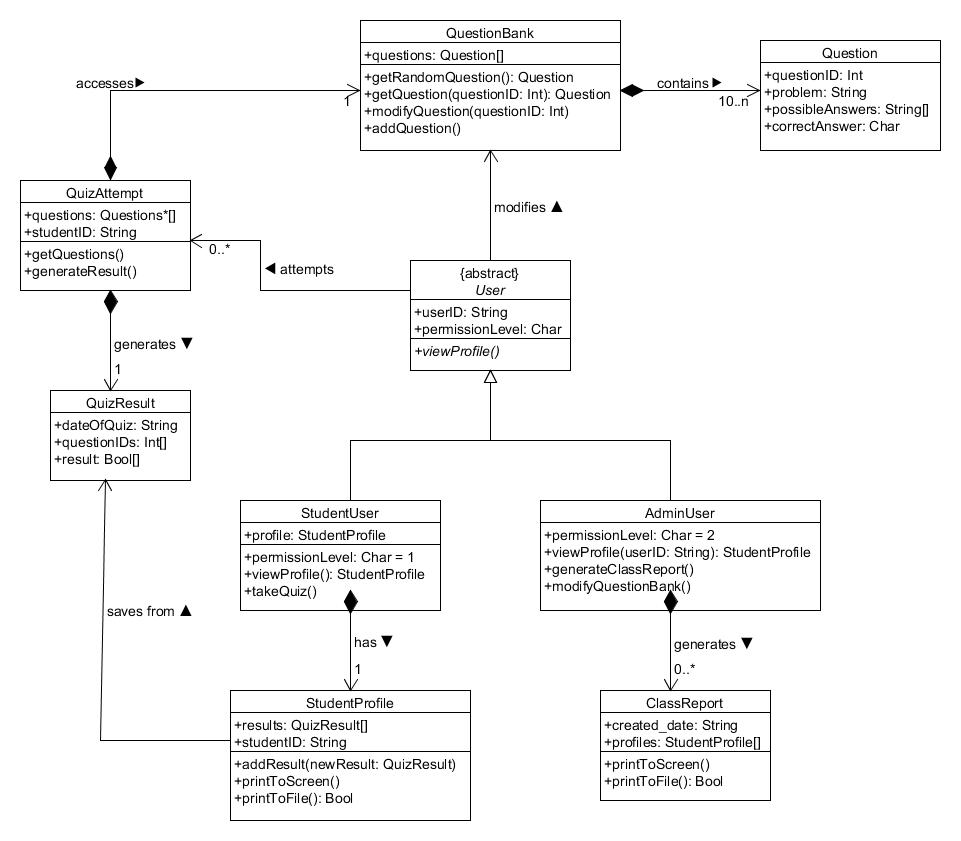 QuestionBank
+questions: Question[]
+getRandomQuestion(): Question
+getQuestion(questionID: Int): Question
+modifyQuestion(questionID: Int)
+addQuestion()
Question
+questionID: Int
+problem: String
+possibleAnswers: String[]
+correctAnswer: Char
contains ▶
10..n
accesses▶
1
QuizAttempt
+questions: Questions*[]
+studentID: String
+getQuestions()
+generateResult()
modifies ▲
0..*
◀ attempts
{abstract}
User
+userID: String
+permissionLevel: Char
+viewProfile()
generates ▼
1
QuizResult
+dateOfQuiz: String
+questionIDs: Int[]
+result: Bool[]
StudentUser
+profile: StudentProfile
+permissionLevel: Char = 1
+viewProfile(): StudentProfile
+takeQuiz()
AdminUser
+permissionLevel: Char = 2
+viewProfile(userID: String): StudentProfile
+generateClassReport()
+modifyQuestionBank()
saves from ▲
has ▼
1
generates ▼
0..*
StudentProfile
+results: QuizResult[]
+studentID: String
+addResult(newResult: QuizResult)
+printToScreen()
+printToFile(): Bool
ClassReport
+created_date: String
+profiles: StudentProfile[]
+printToScreen()
+printToFile(): Bool